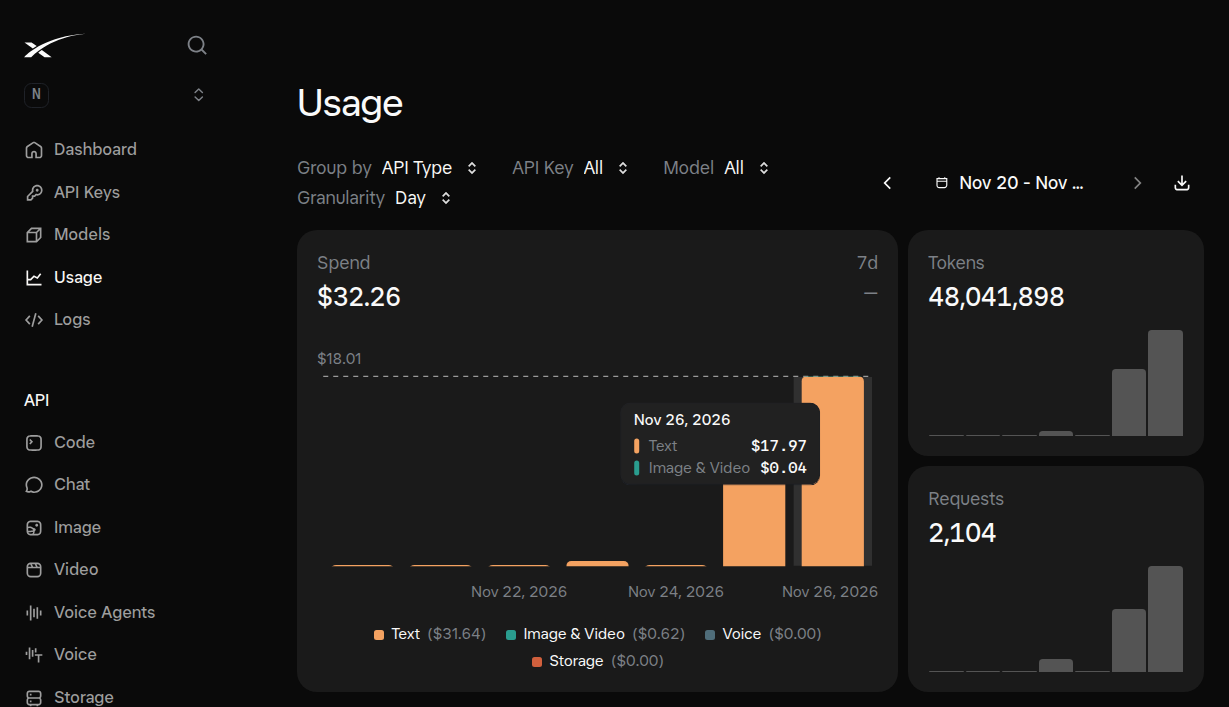 N
Dashboard
API Keys
Models
Usage
Logs
API
Code
Chat
Image
Video
Voice Agents
Voice
Storage
Usage
Group by API Type API Key All Model All
Granularity Day
Nov 20 - Nov ...
Spend 7d
$32.26 —
$18.01
Nov 26, 2026
Text $17.97
Image & Video $0.04
Nov 22, 2026 Nov 24, 2026 Nov 26, 2026
Text ($31.64) Image & Video ($0.62) Voice ($0.00)
Storage ($0.00)
Tokens
48,041,898
Requests
2,104